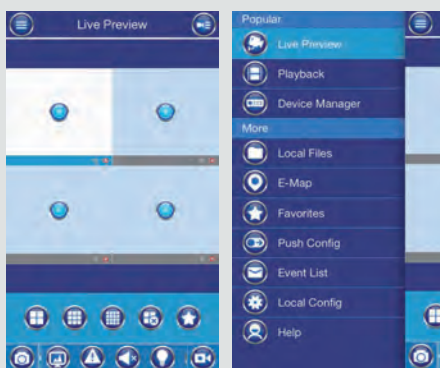 Live Preview
Popular
Live Preview
Playback
Device Manager
More
Local Files
E-Map
Favorites
Push Config
Event List
Local Config
Help